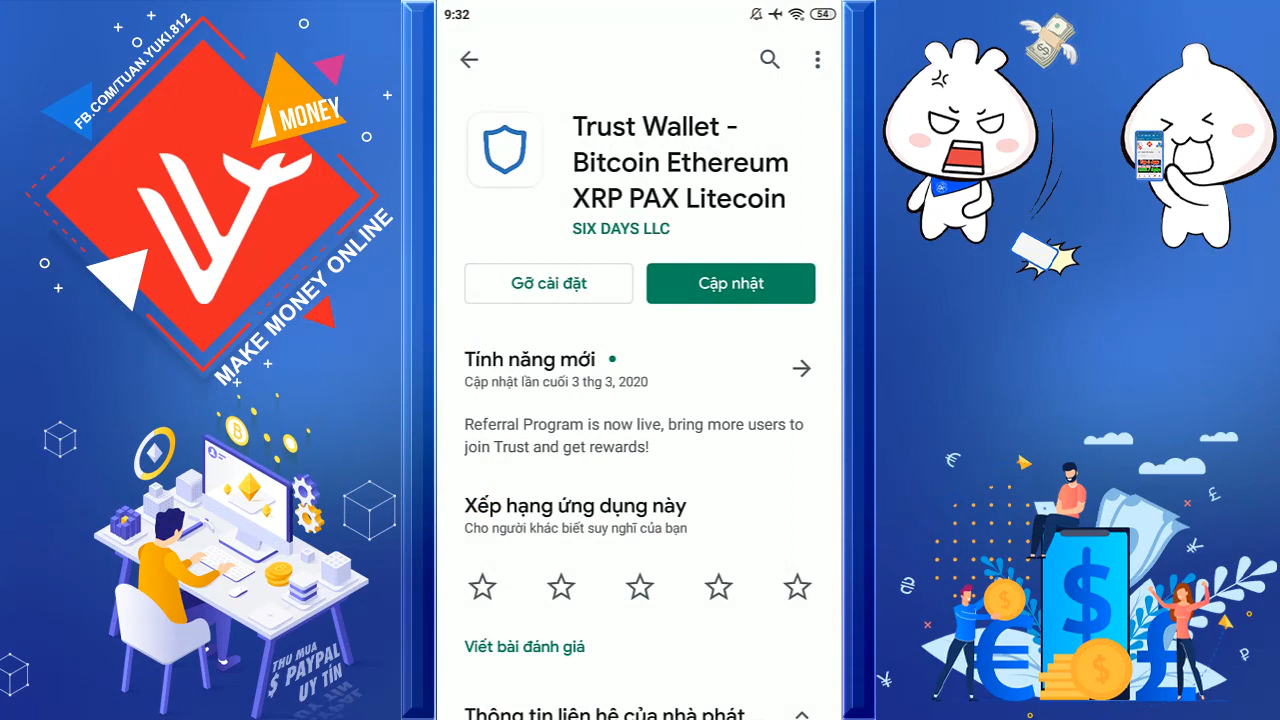 FB.COM/TUAN.YUKI.812
MONEY
MAKE MONEY ONLINE
THU MUA
$ PAYPAL
UY TÍN
9:32
54
Trust Wallet -
Bitcoin Ethereum
XRP PAX Litecoin
SIX DAYS LLC
Gỡ cài đặt
Cập nhật
Tính năng mới
Cập nhật lần cuối 3 thg 3, 2020
Referral Program is now live, bring more users to
join Trust and get rewards!
Xếp hạng ứng dụng này
Cho người khác biết suy nghĩ của bạn
Viết bài đánh giá
Thông tin liên hệ của nhà phát